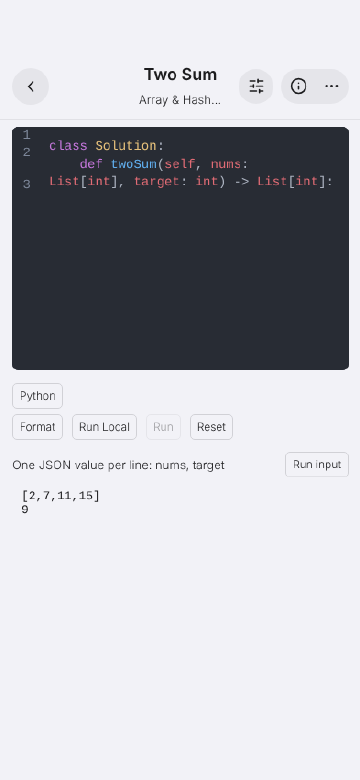 Two Sum
Array & Hash...
1
class Solution:
2
def twoSum(self, nums:
List[int], target: int) -> List[int]:
3
Python
Format Run Local Run Reset
One JSON value per line: nums, target Run input
[2,7,11,15]
9